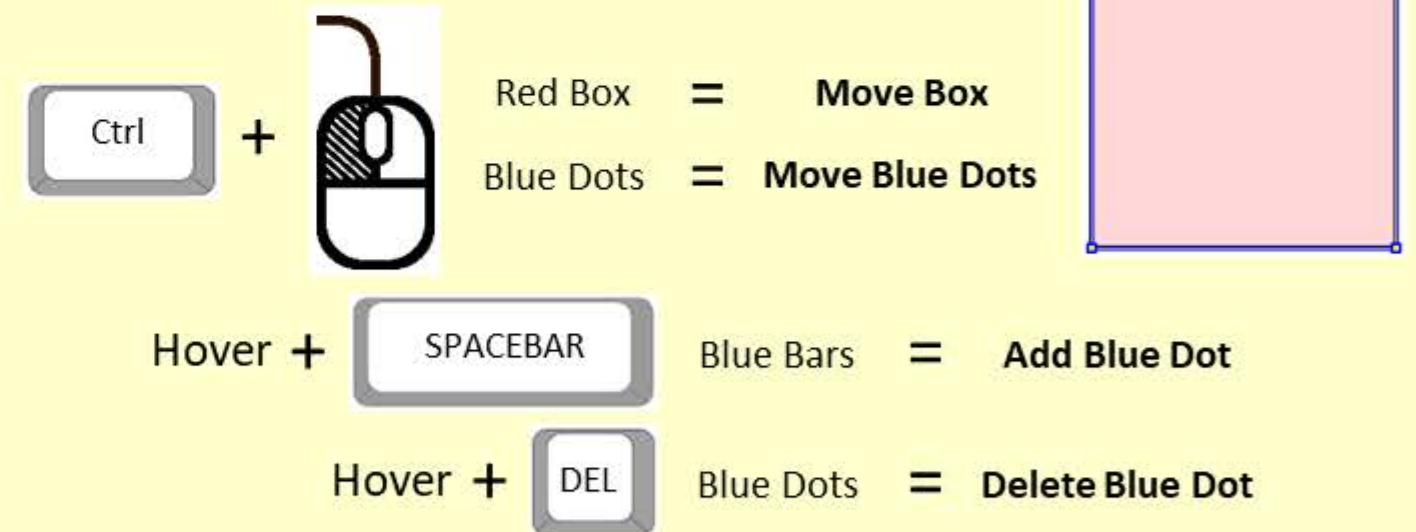 Ctrl + Red Box = Move Box
Blue Dots = Move Blue Dots
Hover + SPACEBAR Blue Bars = Add Blue Dot
Hover + DEL Blue Dots = Delete Blue Dot